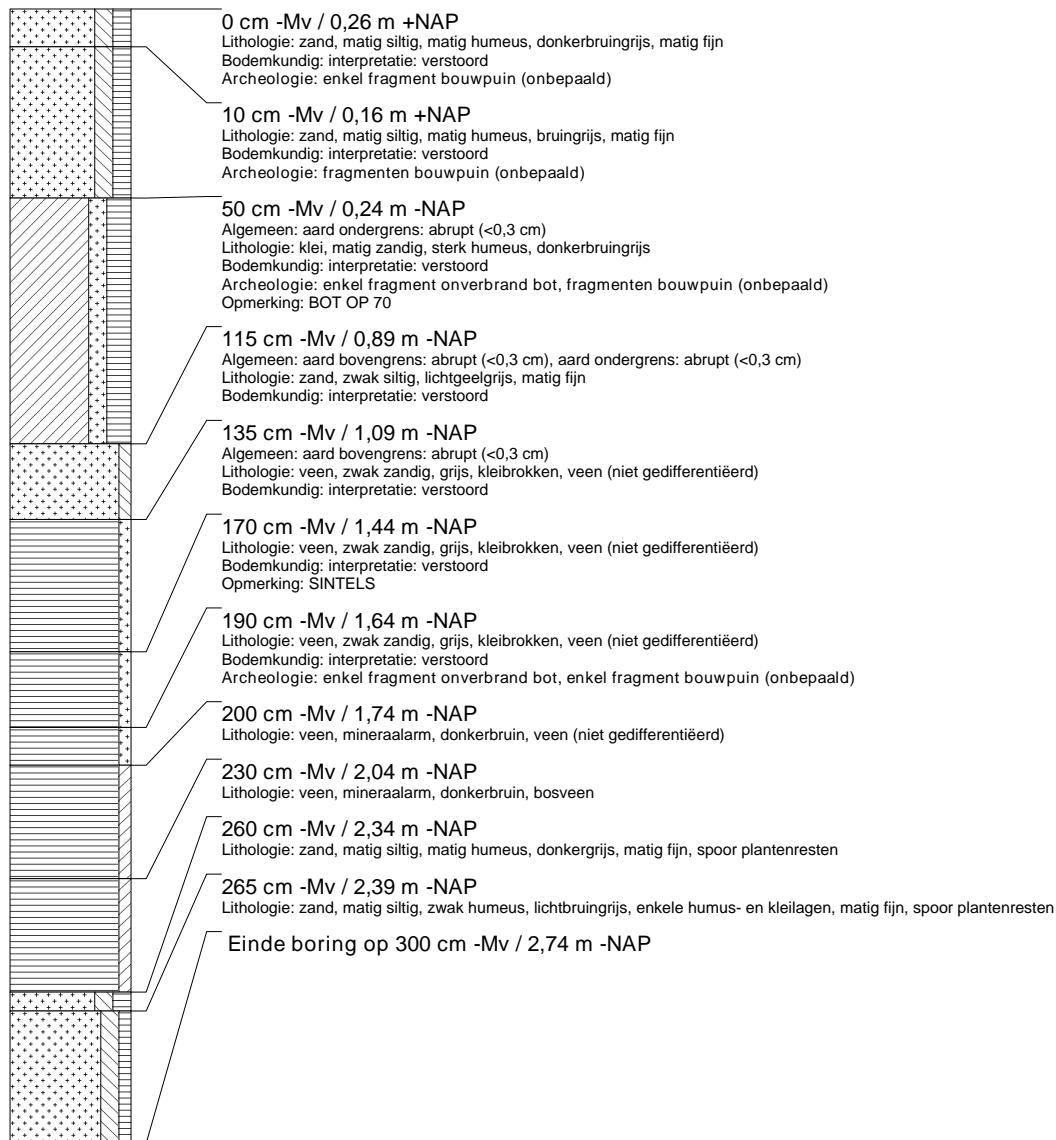 0 cm -Mv / 0,26 m +NAP
Lithologie: zand, matig siltig, matig humeus, donkerbruingrijs, matig fijn
Bodemkundig: interpretatie: verstoord
Archeologie: enkel fragment bouwpuin (onbepaald)
10 cm -Mv / 0,16 m +NAP
Lithologie: zand, matig siltig, matig humeus, bruingrijs, matig fijn
Bodemkundig: interpretatie: verstoord
Archeologie: fragmenten bouwpuin (onbepaald)
50 cm -Mv / 0,24 m -NAP
Algemeen: aard ondergrens: abrupt (<0,3 cm)
Lithologie: klei, matig zandig, sterk humeus, donkerbruingrijs
Bodemkundig: interpretatie: verstoord
Archeologie: enkel fragment onverbrand bot, fragmenten bouwpuin (onbepaald)
Opmerking: BOT OP 70
115 cm -Mv / 0,89 m -NAP
Algemeen: aard bovengrens: abrupt (<0,3 cm), aard ondergrens: abrupt (<0,3 cm)
Lithologie: zand, zwak siltig, lichtgeelgrijs, matig fijn
Bodemkundig: interpretatie: verstoord
135 cm -Mv / 1,09 m -NAP
Algemeen: aard bovengrens: abrupt (<0,3 cm)
Lithologie: veen, zwak zandig, grijs, kleibrokken, veen (niet gedifferentiëerd)
Bodemkundig: interpretatie: verstoord
170 cm -Mv / 1,44 m -NAP
Lithologie: veen, zwak zandig, grijs, kleibrokken, veen (niet gedifferentiëerd)
Bodemkundig: interpretatie: verstoord
Opmerking: SINTELS
190 cm -Mv / 1,64 m -NAP
Lithologie: veen, zwak zandig, grijs, kleibrokken, veen (niet gedifferentiëerd)
Bodemkundig: interpretatie: verstoord
Archeologie: enkel fragment onverbrand bot, enkel fragment bouwpuin (onbepaald)
200 cm -Mv / 1,74 m -NAP
Lithologie: veen, mineraalarm, donkerbruin, veen (niet gedifferentiëerd)
230 cm -Mv / 2,04 m -NAP
Lithologie: veen, mineraalarm, donkerbruin, bosveen
260 cm -Mv / 2,34 m -NAP
Lithologie: zand, matig siltig, matig humeus, donkergrijs, matig fijn, spoor plantenresten
265 cm -Mv / 2,39 m -NAP
Lithologie: zand, matig siltig, zwak humeus, lichtbruingrijs, enkele humus- en kleilagen, matig fijn, spoor plantenresten
Einde boring op 300 cm -Mv / 2,74 m -NAP